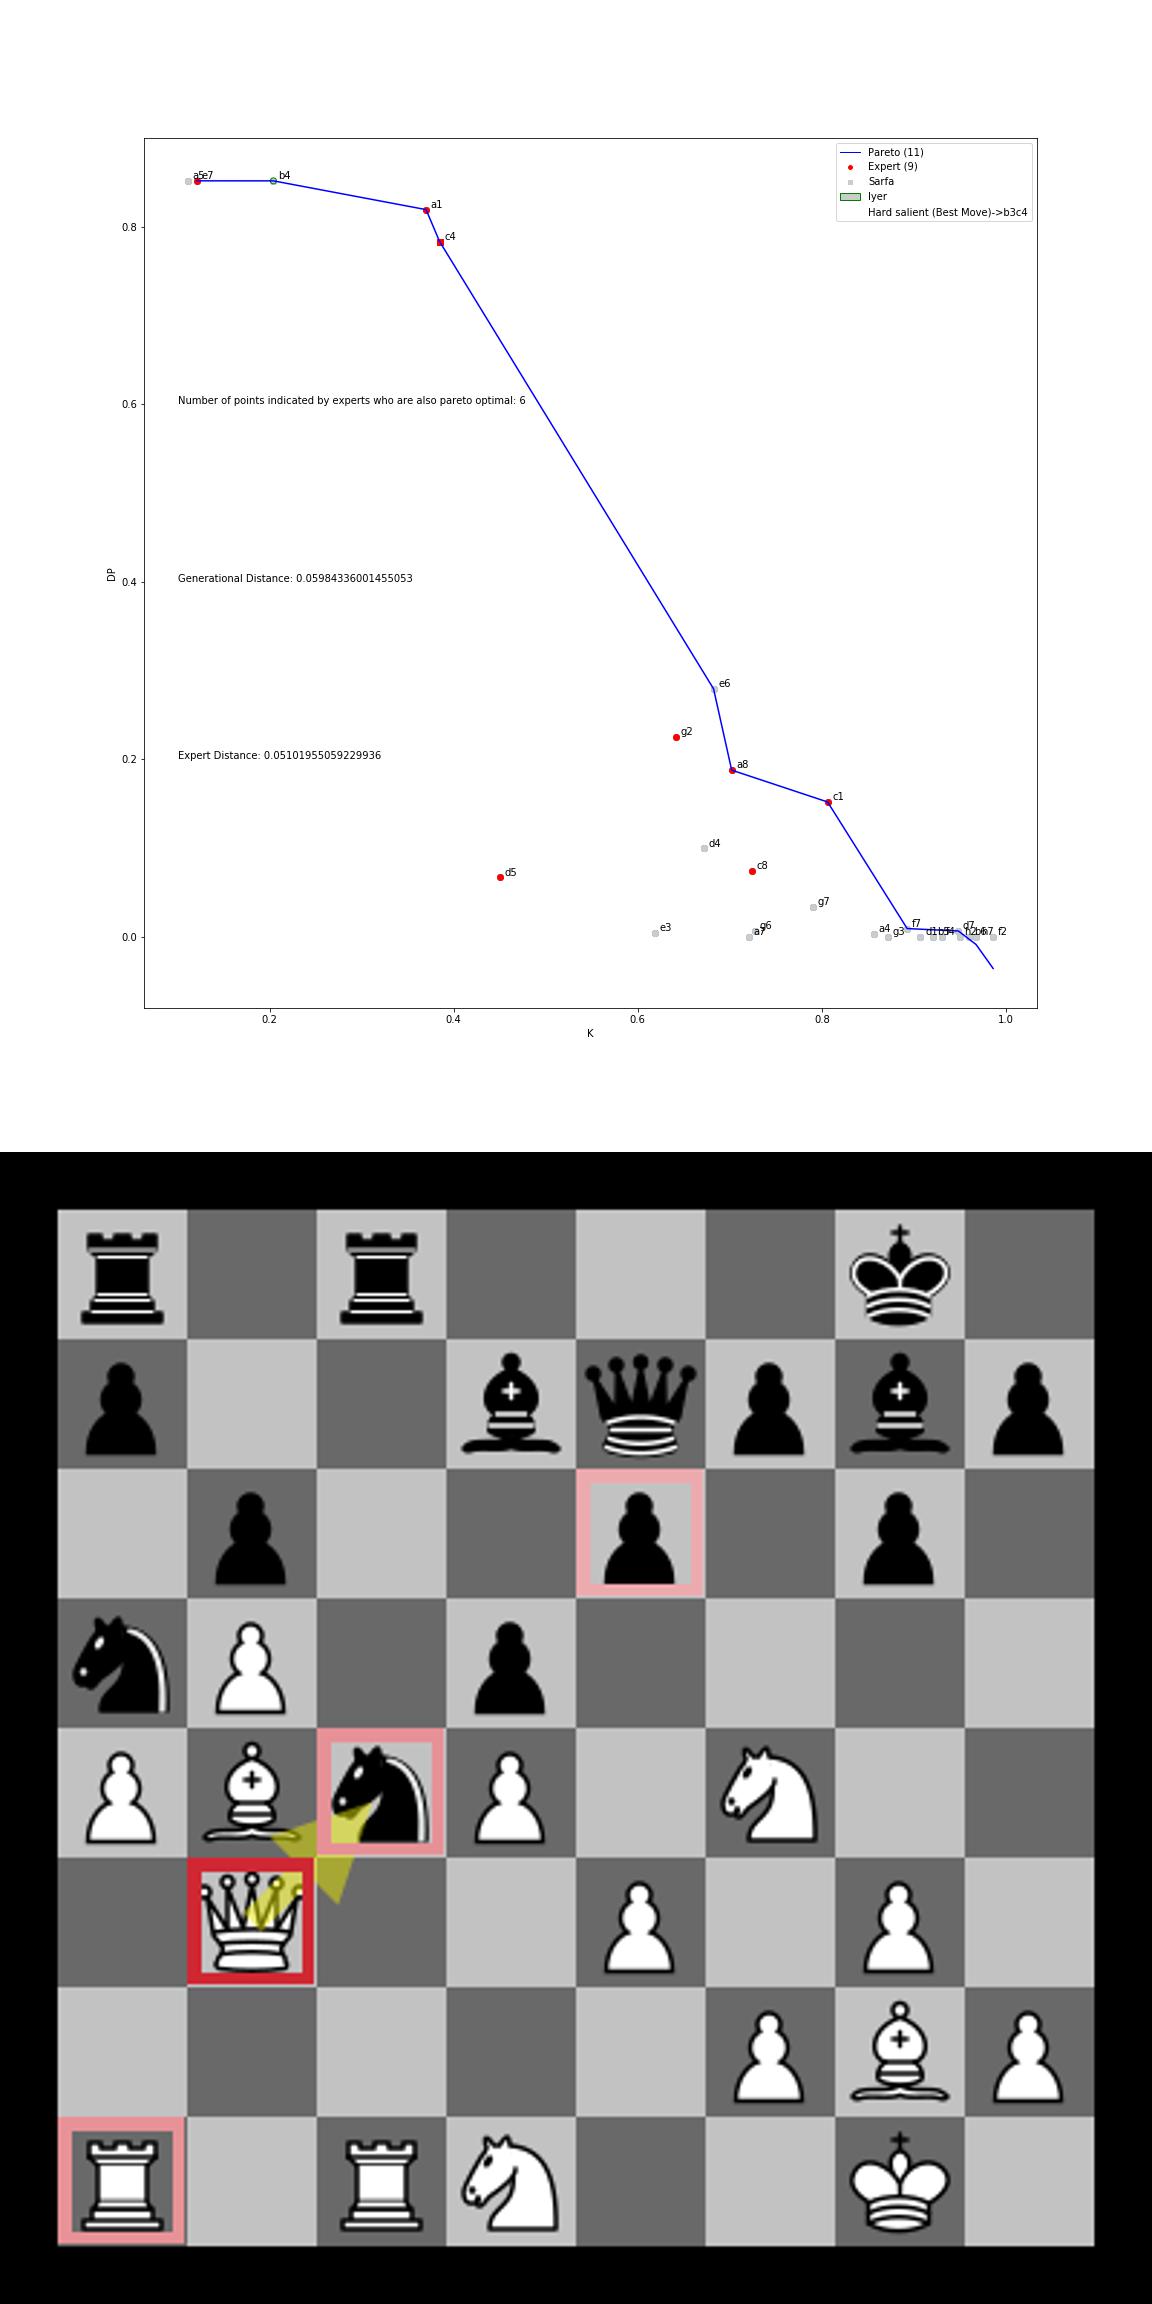 Pareto (11)
Expert (9)
Sarfa
Iyer
Hard salient (Best Move)->b3c4
e7
b4
a1
c4
0.8
Number of points indicated by experts who are also pareto optimal: 6
0.6
Generational Distance: 0.05984336001455053
DP
0.4
e6
g2
Expert Distance: 0.05101955059229936
0.2
a8
c1
d4
c8
d5
g7
e3
f7
a4
g3
d7
f2
0.0
0.2
0.4
0.6
0.8
1.0
K